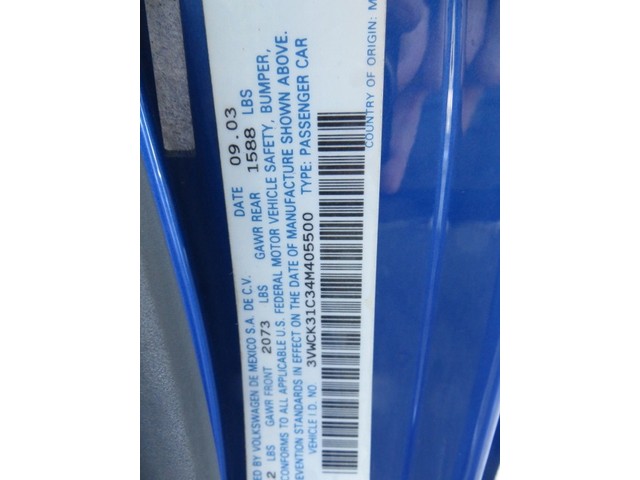 ED BY VOLKSWAGEN DE MEXICO S.A. DE C.V. DATE 09.03
2 LBS GAWR FRONT 2073 LBS GAWR REAR 1588 LBS
CONFORMS TO ALL APPLICABLE U.S. FEDERAL MOTOR VEHICLE SAFETY, BUMPER,
EVENTION STANDARDS IN EFFECT ON THE DATE OF MANUFACTURE SHOWN ABOVE.
VEHICLE I.D. NO. 3VWCK31C34M405500 TYPE: PASSENGER CAR
COUNTRY OF ORIGIN: M